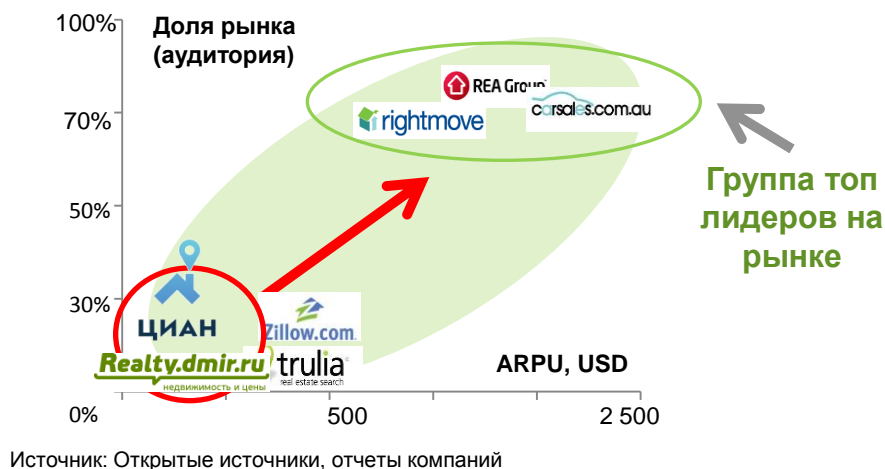 100%
Доля рынка
(аудитория)
REA Group
carsales.com.au
rightmove
70%
Группа топ
лидеров на
рынке
50%
30%
ЦИАН
Zillow.com
Realty.dmir.ru
недвижимость и цены
trulia
real estate search
ARPU, USD
0%
500
2 500
Источник: Открытые источники, отчеты компаний